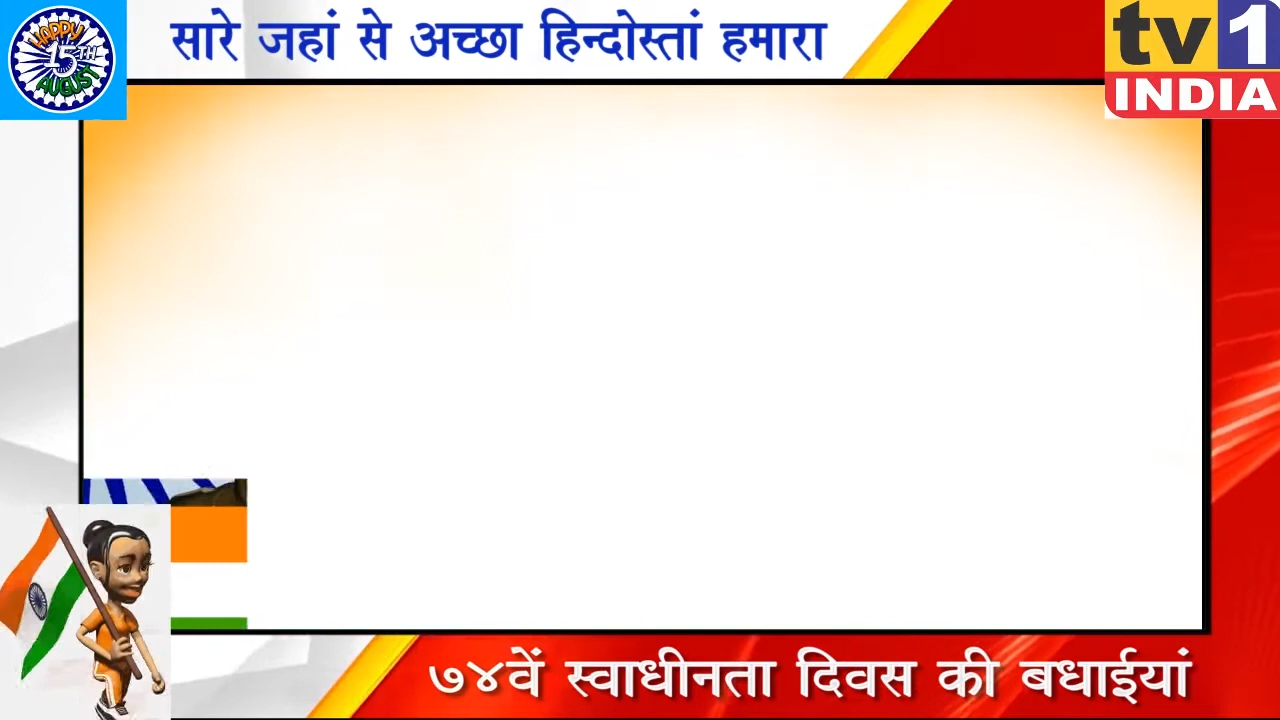 HAPPY
15TH
AUGUST
सारे जहां से अच्छा हिन्दोस्तां हमारा
tv1
INDIA
७४वें स्वाधीनता दिवस की बधाईयां